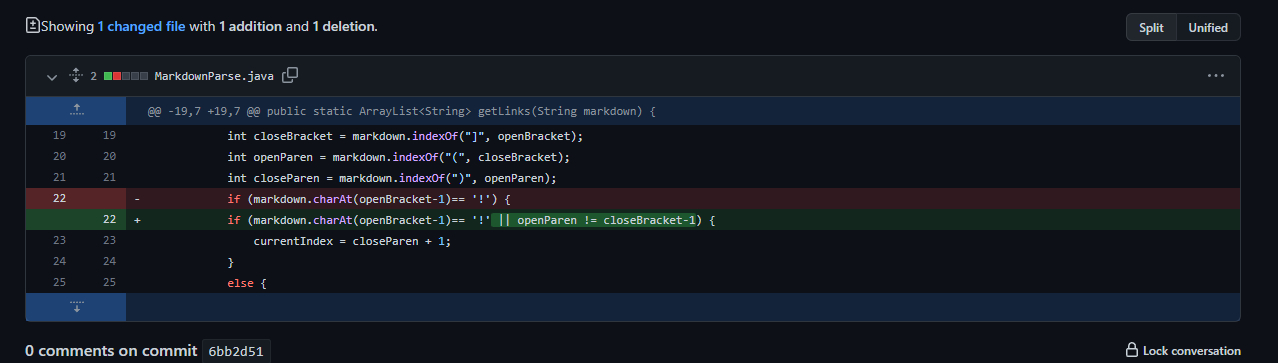 Showing 1 changed file with 1 addition and 1 deletion.
Split Unified
2 MarkdownParse.java ...
@@ -19,7 +19,7 @@ public static ArrayList<String> getLinks(String markdown) {
19 19 int closeBracket = markdown.indexOf("]", openBracket);
20 20 int openParen = markdown.indexOf("(", closeBracket);
21 21 int closeParen = markdown.indexOf(")", openParen);
22 - if (markdown.charAt(openBracket-1)== '!') {
22 + if (markdown.charAt(openBracket-1)== '!' || openParen != closeBracket-1) {
23 23 currentIndex = closeParen + 1;
24 24 }
25 25 else {
0 comments on commit 6bb2d51
Lock conversation